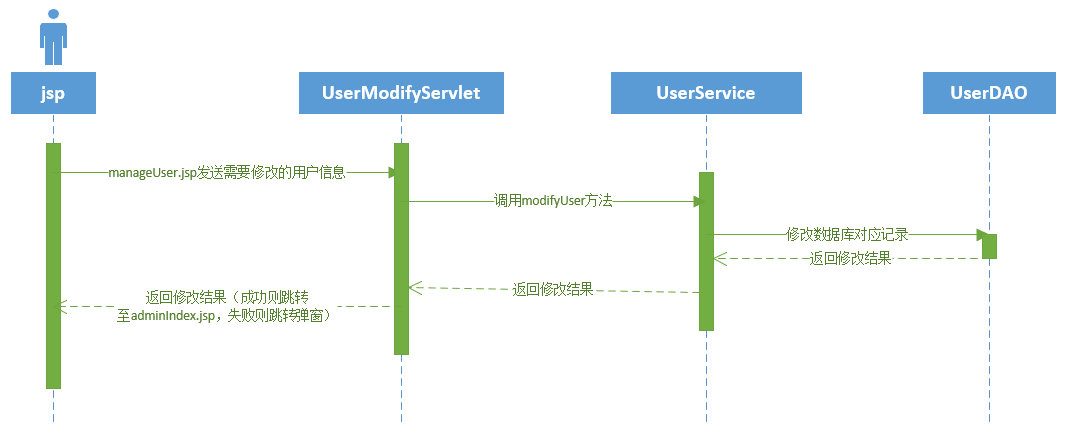 jsp
UserModifyServlet
UserService
UserDAO
manageUser.jsp发送需要修改的用户信息
调用modifyUser方法
修改数据库对应记录
返回修改结果
返回修改结果
返回修改结果（成功则跳转
至adminIndex.jsp，失败则跳转弹窗）